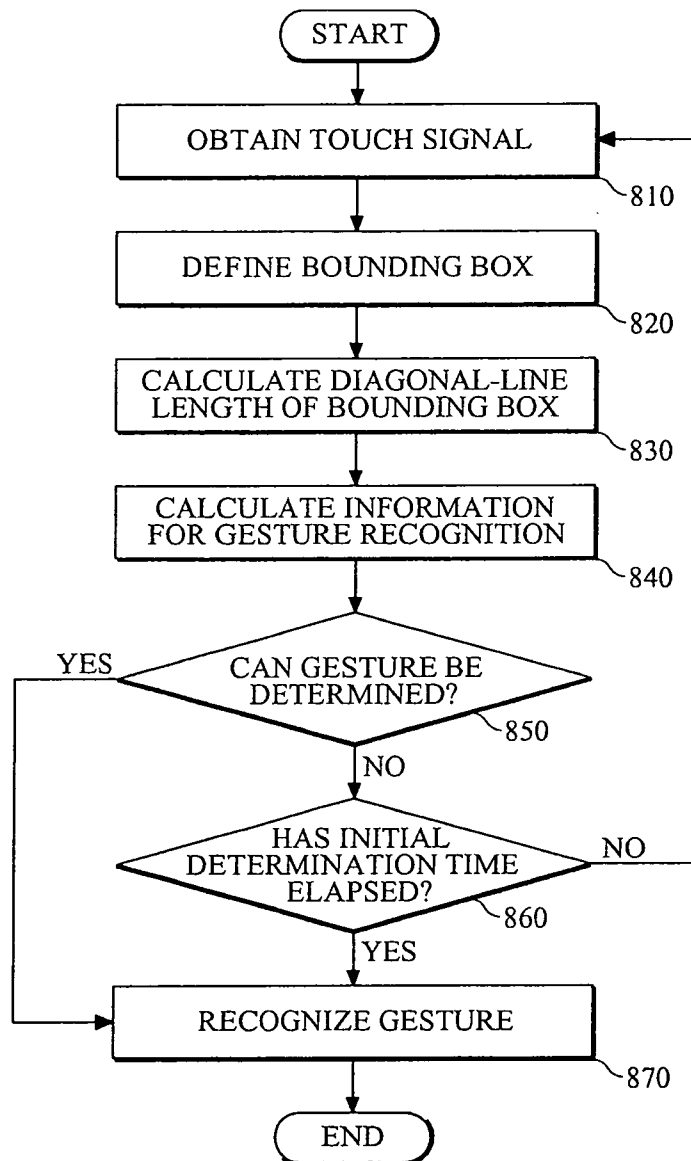 START
OBTAIN TOUCH SIGNAL
810
DEFINE BOUNDING BOX
820
CALCULATE DIAGONAL-LINE
LENGTH OF BOUNDING BOX
830
CALCULATE INFORMATION
FOR GESTURE RECOGNITION
840
YES
CAN GESTURE BE
DETERMINED?
850
NO
HAS INITIAL
DETERMINATION TIME
ELAPSED?
NO
860
YES
RECOGNIZE GESTURE
870
END